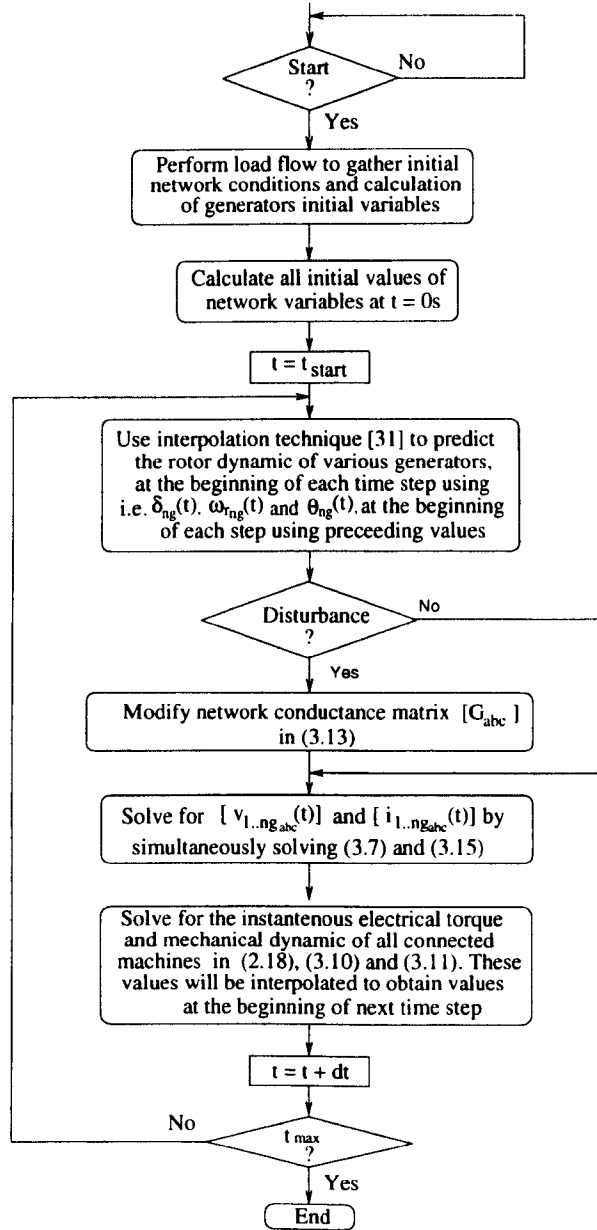 Start
?
No
Yes
Perform load flow to gather initial
network conditions and calculation
of generators initial variables
Calculate all initial values of
network variables at t = 0s
t = t_start
Use interpolation technique [31] to predict
the rotor dynamic of various generators,
at the beginning of each time step using
i.e. δ_ng(t). ω_rng(t) and θ_ng(t). at the beginning
of each step using preceeding values
Disturbance
?
No
Yes
Modify network conductance matrix [G_abc ]
in (3.13)
Solve for [ v_1..ng_abc(t)] and [ i_1..ng_abc(t)] by
simultaneously solving (3.7) and (3.15)
Solve for the instantenous electrical torque
and mechanical dynamic of all connected
machines in (2.18), (3.10) and (3.11). These
values will be interpolated to obtain values
at the beginning of next time step
t = t + dt
No
t max
?
Yes
End